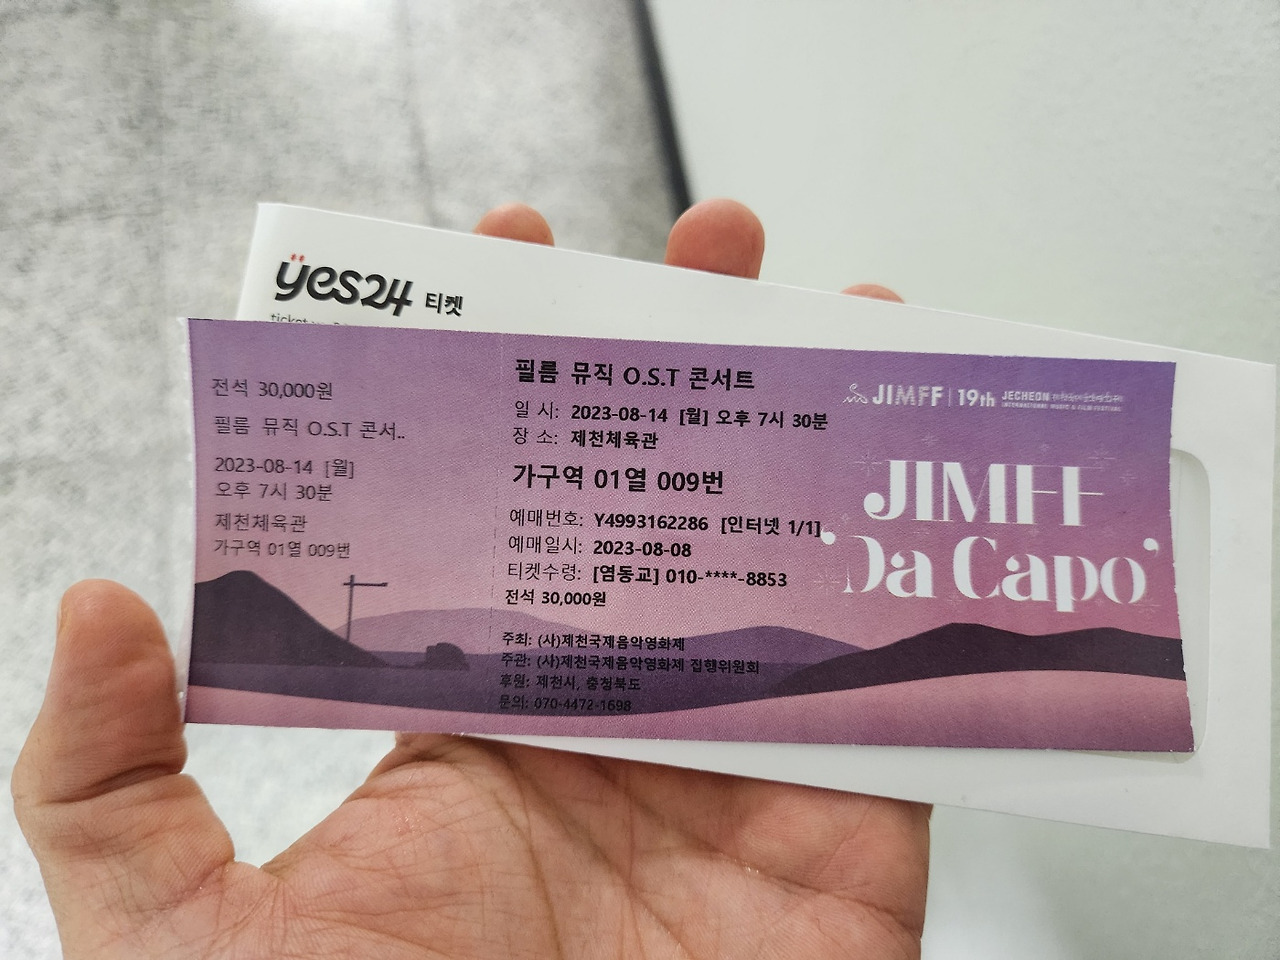 yes24 티켓
전석 30,000원
필름 뮤직 O.S.T 콘서..
2023-08-14 [월]
오후 7시 30분
제천체육관
가구역 01열 009번
필름 뮤직 O.S.T 콘서트
일 시: 2023-08-14 [월] 오후 7시 30분
장 소: 제천체육관
가구역 01열 009번
예매번호: Y4993162286 [인터넷 1/1]
예매일시: 2023-08-08
티켓수령: [염동교] 010-****-8853
전석 30,000원
주최: (사)제천국제음악영화제
주관: (사)제천국제음악영화제 집행위원회
후원: 제천시, 충청북도
문의: 070-4472-1698
JIMFF 19th JECHEON
INTERNATIONAL MUSIC & FILM FESTIVAL
JIMFF
'Da Capo'